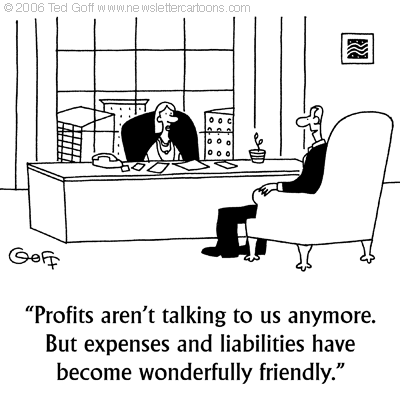 © 2006 Ted Goff www.newslettercartoons.com
GOFF
“Profits aren’t talking to us anymore.
But expenses and liabilities have
become wonderfully friendly.”